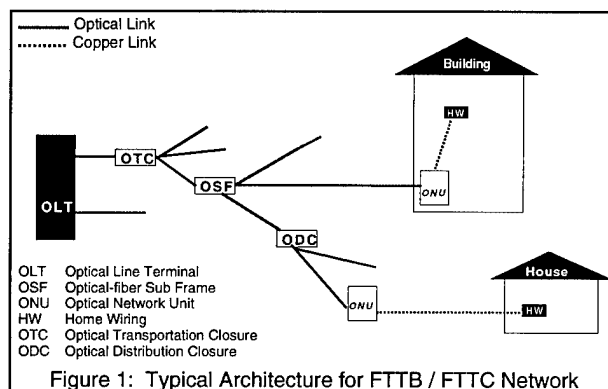 Optical Link
Copper Link
Building
HW
OTC
OSF
ONU
OLT
ODC
House
ONU
HW
OLT Optical Line Terminal
OSF Optical-fiber Sub Frame
ONU Optical Network Unit
HW Home Wiring
OTC Optical Transportation Closure
ODC Optical Distribution Closure
Figure 1: Typical Architecture for FTTB / FTTC Network